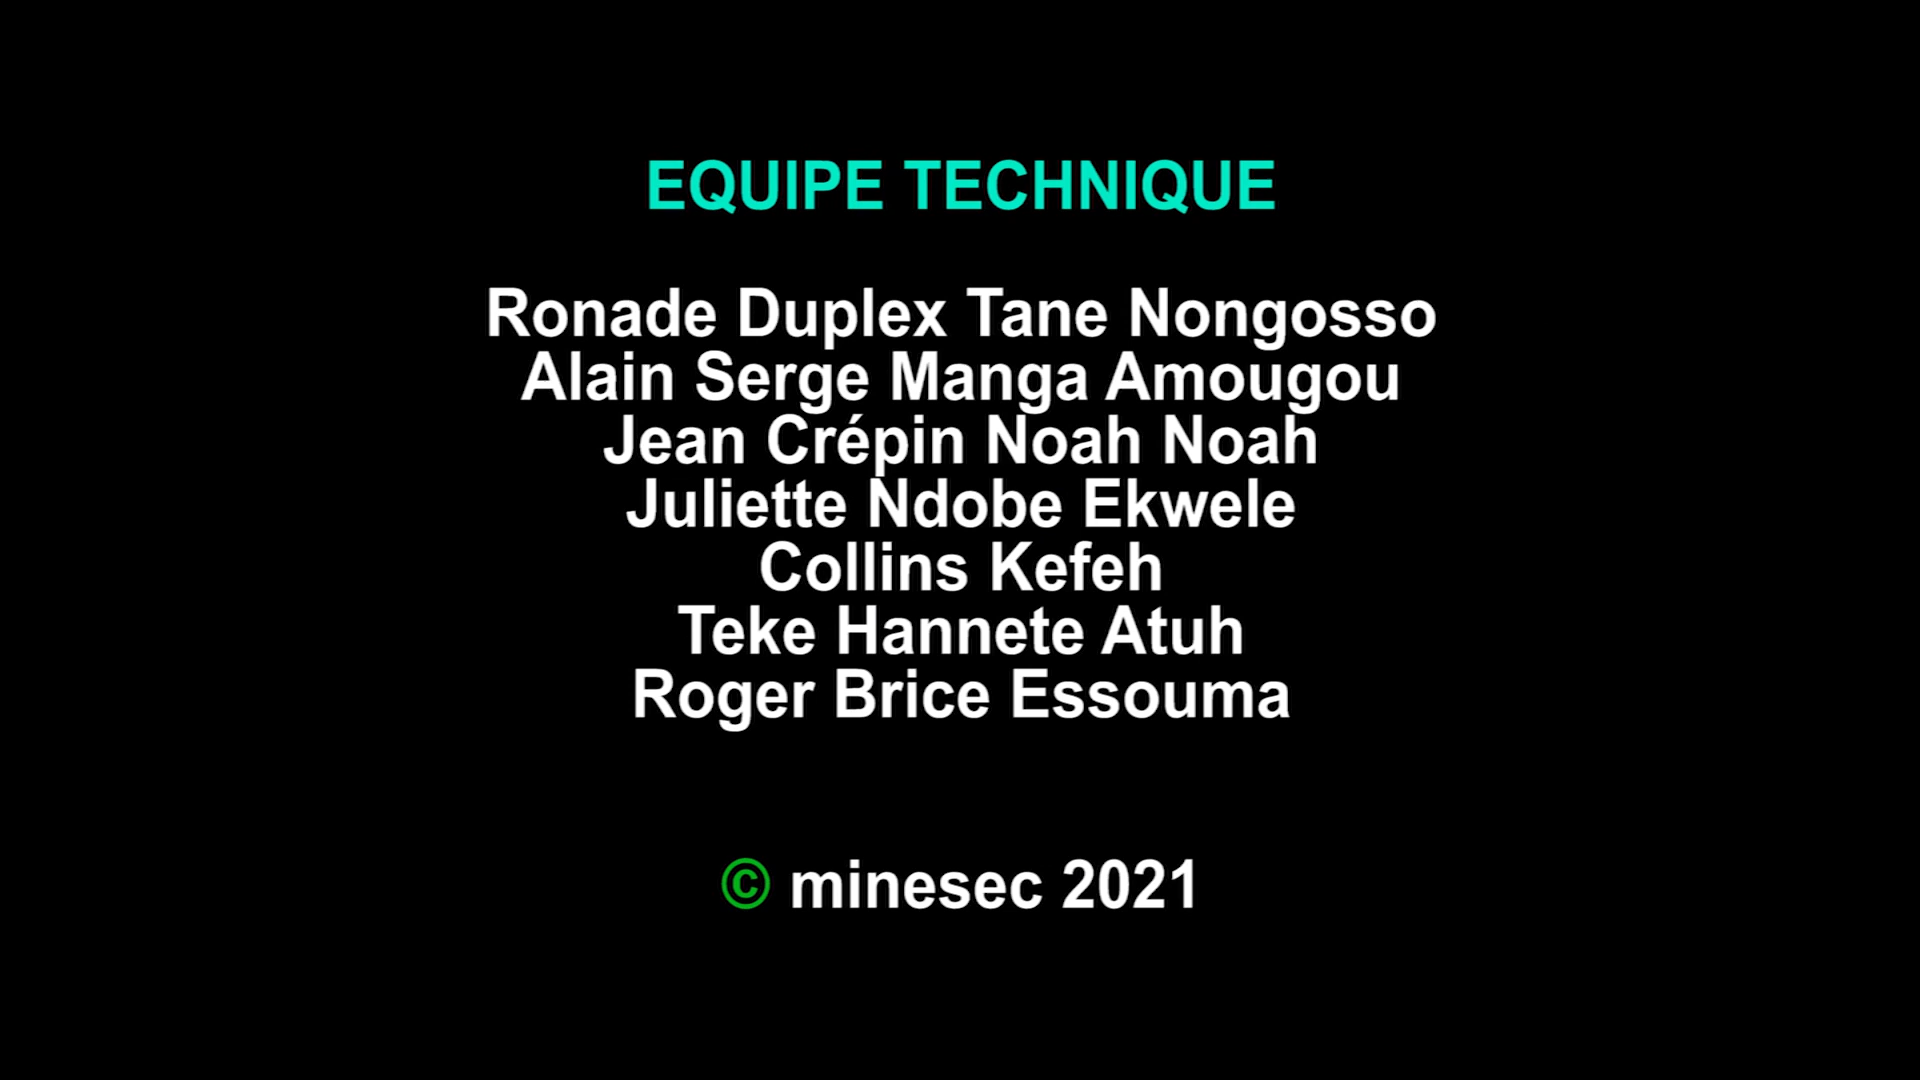 EQUIPE TECHNIQUE
Ronade Duplex Tane Nongosso
Alain Serge Manga Amougou
Jean Crépin Noah Noah
Juliette Ndobe Ekwele
Collins Kefeh
Teke Hannete Atuh
Roger Brice Essouma
© minesec 2021